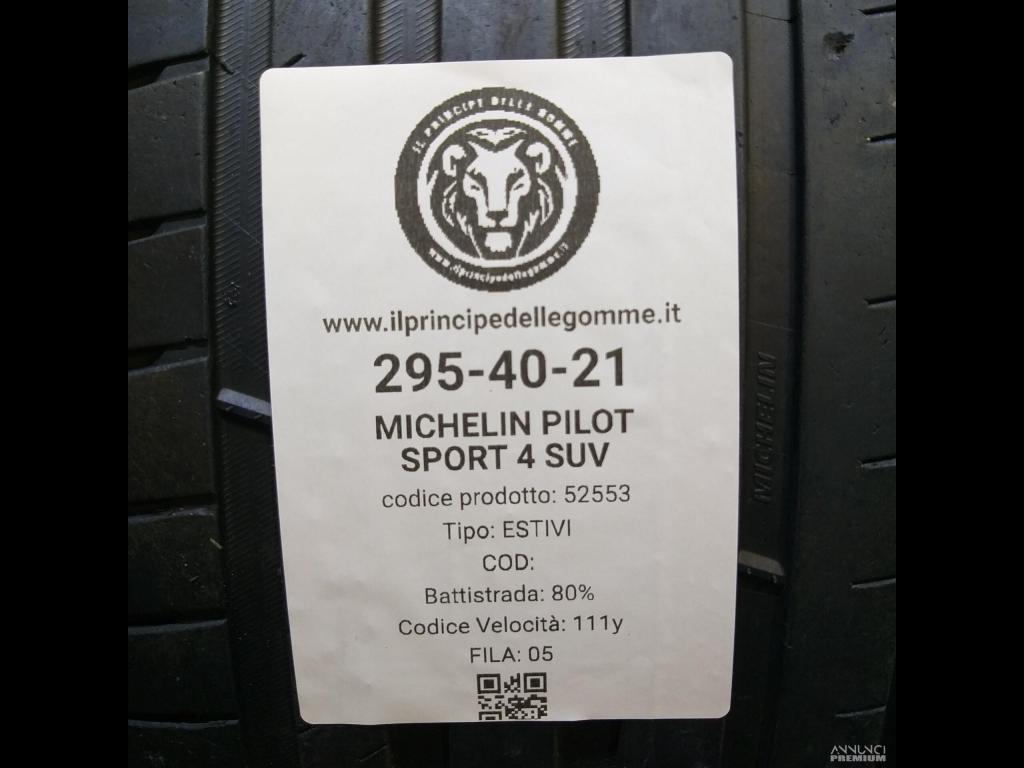 IL PRINCIPE DELLE GOMME
www.ilprincipedellegomme.it
www.ilprincipedellegomme.it
295-40-21
MICHELIN PILOT
SPORT 4 SUV
codice prodotto: 52553
Tipo: ESTIVI
COD:
Battistrada: 80%
Codice Velocità: 111y
FILA: 05
MICHELIN
ANNUNCI
PREMIUM